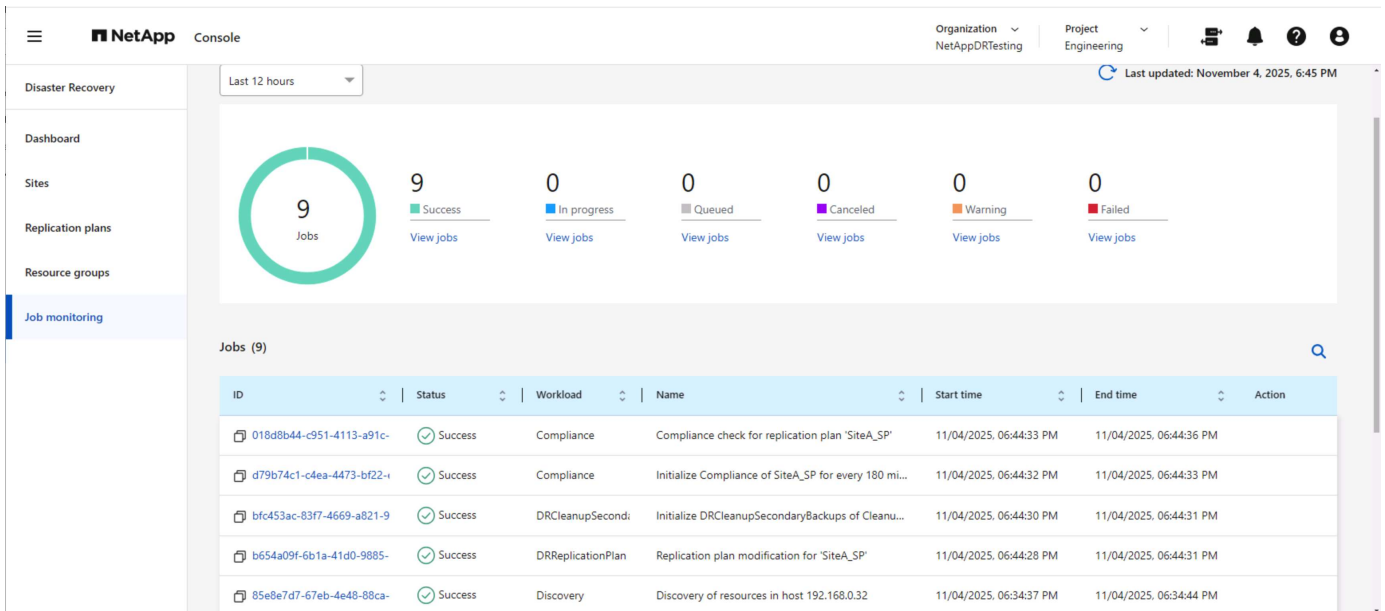 NetApp Console
Organization
NetAppDRTesting
Project
Engineering
Disaster Recovery
Dashboard
Sites
Replication plans
Resource groups
Job monitoring
Last 12 hours
Last updated: November 4, 2025, 6:45 PM
9
Jobs
9
Success
View jobs
0
In progress
View jobs
0
Queued
View jobs
0
Canceled
View jobs
0
Warning
View jobs
0
Failed
View jobs
Jobs (9)
ID Status Workload Name Start time End time Action
018d8b44-c951-4113-a91c- Success Compliance Compliance check for replication plan 'SiteA_SP' 11/04/2025, 06:44:33 PM 11/04/2025, 06:44:36 PM
d79b74c1-c4ea-4473-bf22- Success Compliance Initialize Compliance of SiteA_SP for every 180 mi... 11/04/2025, 06:44:32 PM 11/04/2025, 06:44:33 PM
bfc453ac-83f7-4669-a821-9 Success DRCleanupSecond Initialize DRCleanupSecondaryBackups of Cleanu... 11/04/2025, 06:44:30 PM 11/04/2025, 06:44:31 PM
b654a09f-6b1a-41d0-9885- Success DRReplicationPlan Replication plan modification for 'SiteA_SP' 11/04/2025, 06:44:28 PM 11/04/2025, 06:44:31 PM
85e8e7d7-67eb-4e48-88ca- Success Discovery Discovery of resources in host 192.168.0.32 11/04/2025, 06:34:37 PM 11/04/2025, 06:34:44 PM